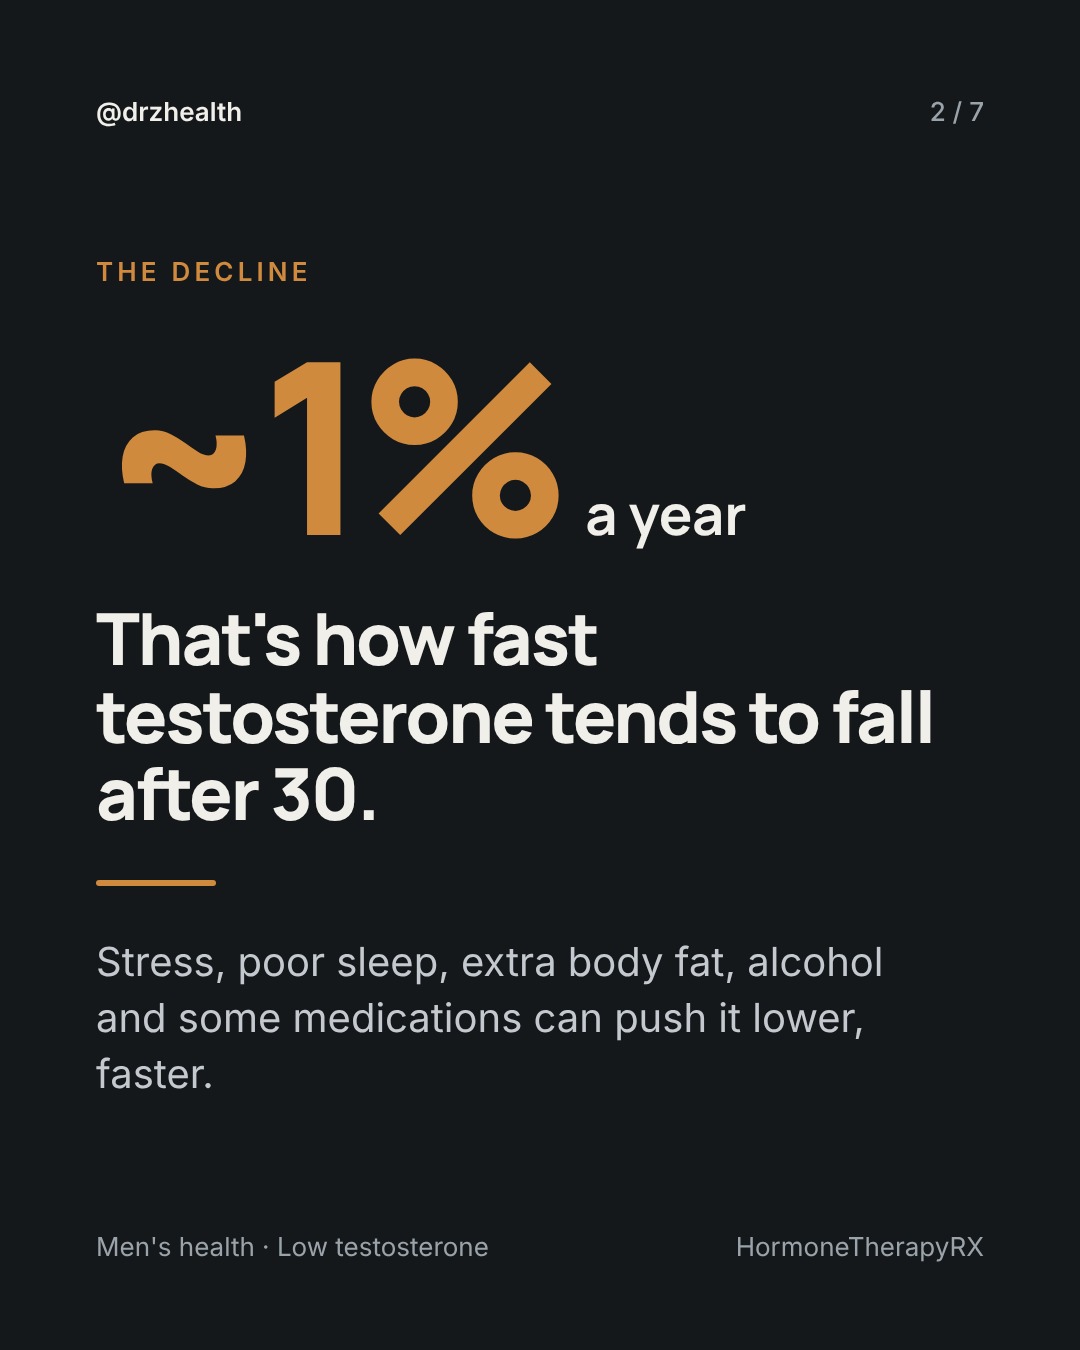 @drzhealth
2 / 7
THE DECLINE
~1% a year
That's how fast
testosterone tends to fall
after 30.
Stress, poor sleep, extra body fat, alcohol
and some medications can push it lower,
faster.
Men's health · Low testosterone
HormoneTherapyRX